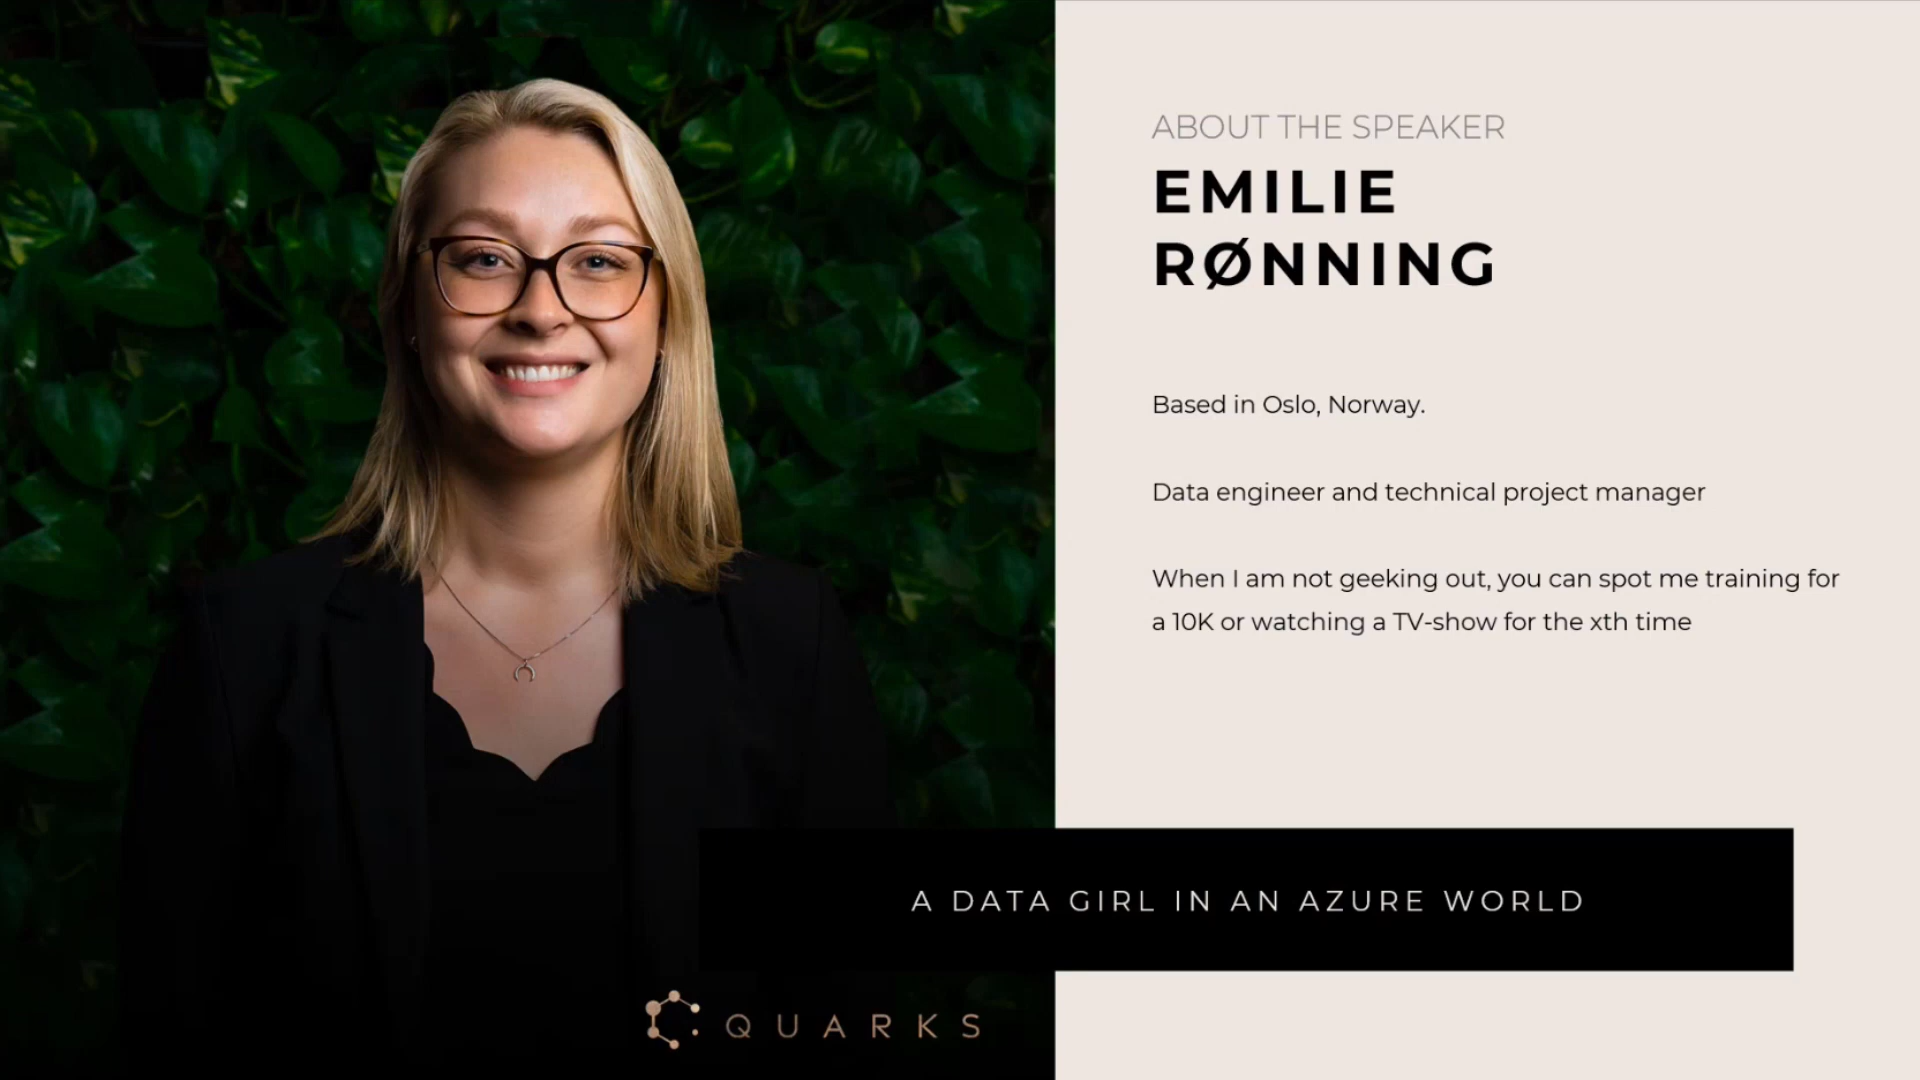 ABOUT THE SPEAKER
EMILIE
RØNNING
Based in Oslo, Norway.
Data engineer and technical project manager
When I am not geeking out, you can spot me training for
a 10K or watching a TV-show for the xth time
A DATA GIRL IN AN AZURE WORLD
QUARKS